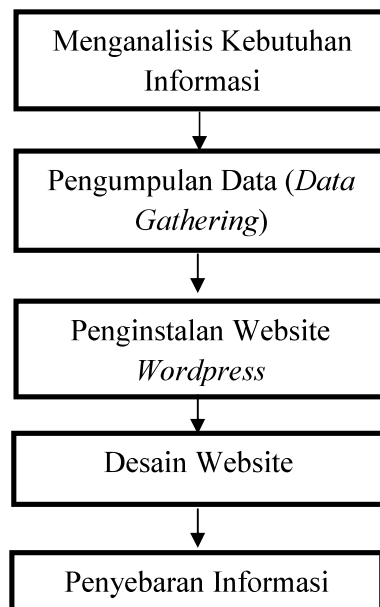 Menganalisis Kebutuhan
Informasi
Pengumpulan Data (Data
Gathering)
Penginstalan Website
Wordpress
Desain Website
Penyebaran Informasi